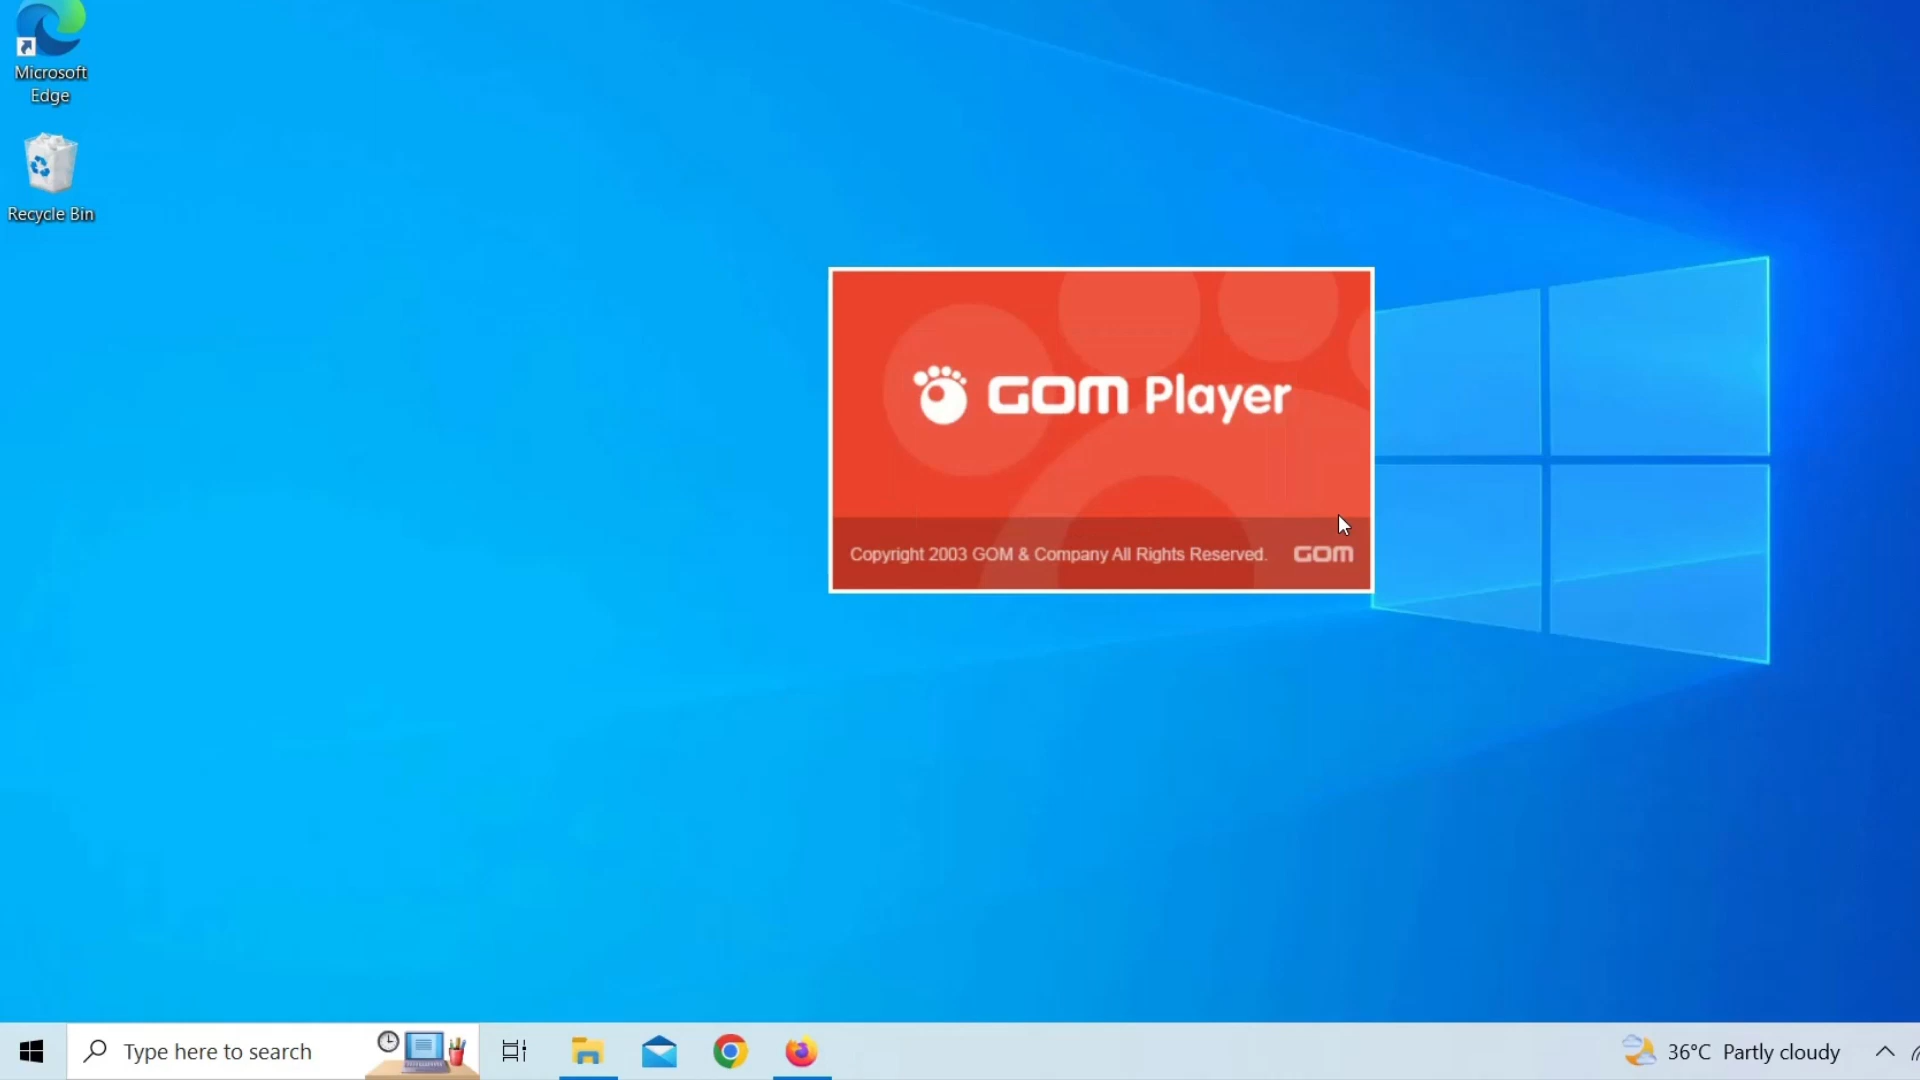 Microsoft
Edge
Recycle Bin
GOM Player
Copyright 2003 GOM & Company All Rights Reserved. GOM
Type here to search
36°C Partly cloudy